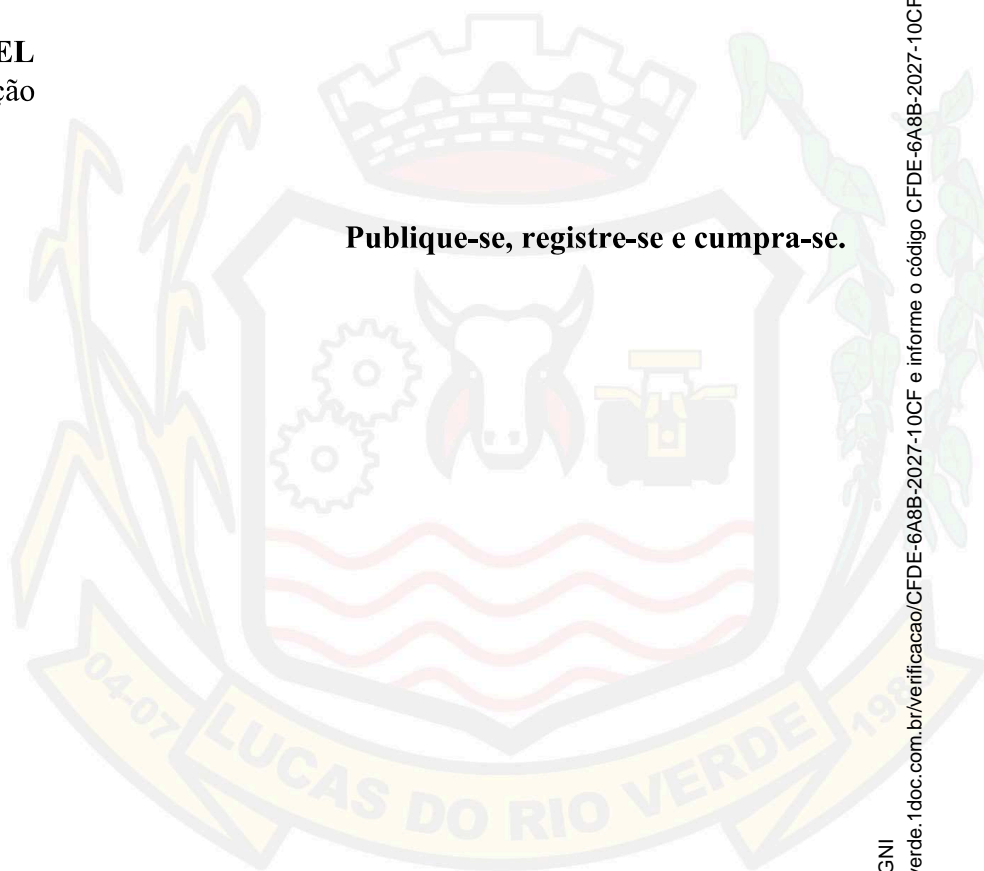 EL
ção
Publique-se, registre-se e cumpra-se.
04-07
LUCAS DO RIO VERDE
GNI
verde.1doc.com.br/verificacao/CFDE-6A8B-2027-10CF e informe o código CFDE-6A8B-2027-10CF